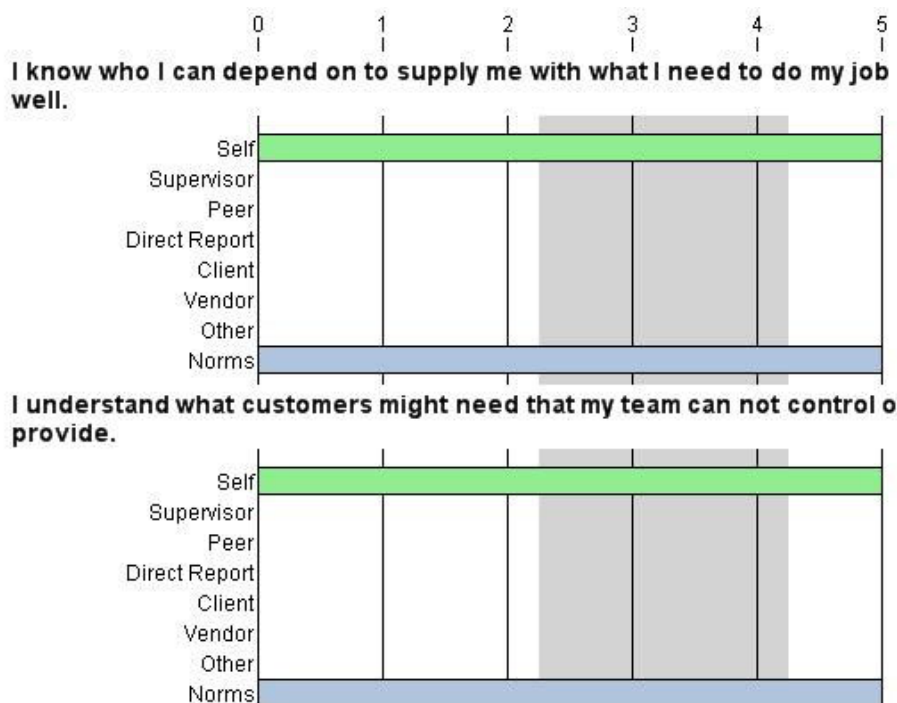 0 1 2 3 4 5
I know who I can depend on to supply me with what I need to do my job
well.
Self
Supervisor
Peer
Direct Report
Client
Vendor
Other
Norms
I understand what customers might need that my team can not control o
provide.
Self
Supervisor
Peer
Direct Report
Client
Vendor
Other
Norms